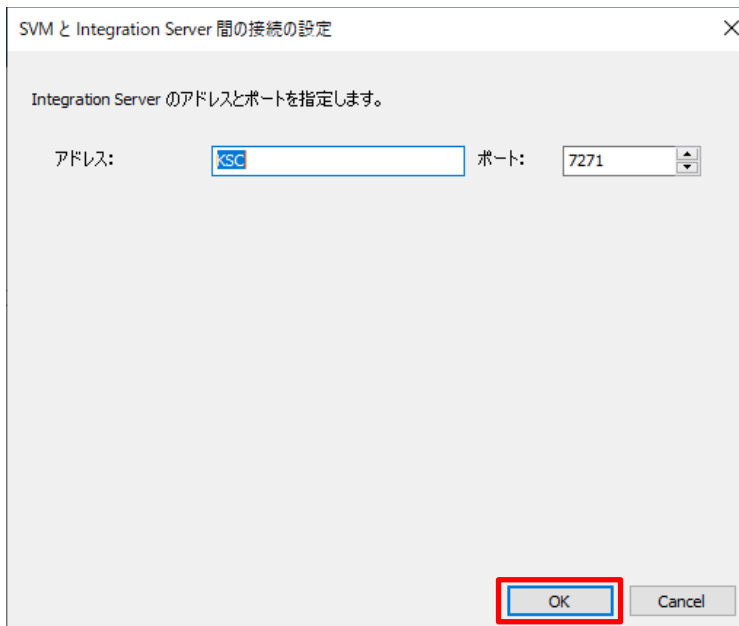 SVM と Integration Server 間の接続の設定
Integration Server のアドレスとポートを指定します。
アドレス: KSC ポート: 7271
OK Cancel